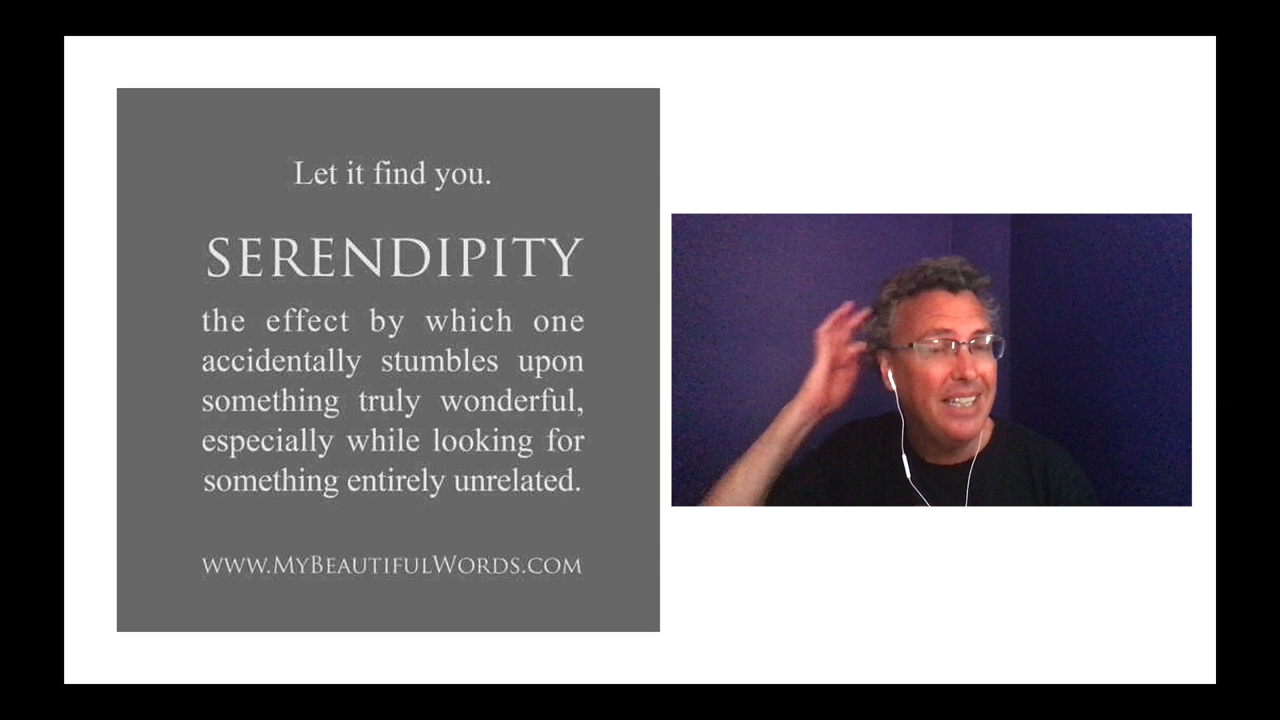 Let it find you.
SERENDIPITY
the effect by which one
accidentally stumbles upon
something truly wonderful,
especially while looking for
something entirely unrelated.
WWW.MYBEAUTIFULWORDS.COM